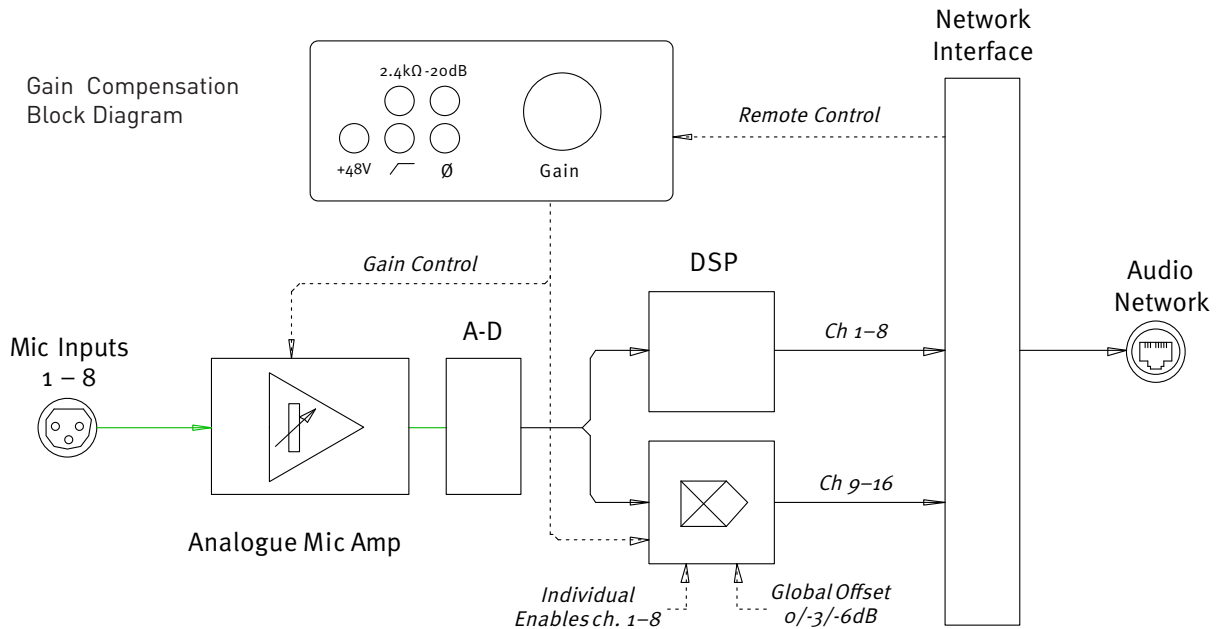 Network
Interface
Gain Compensation
Block Diagram
2.4kΩ -20dB
+48V
Ø
Gain
Remote Control
Gain Control
DSP
Audio
Network
A-D
Mic Inputs
1 – 8
Ch 1–8
Ch 9–16
Analogue Mic Amp
Individual
Enables ch. 1–8
Global Offset
0/-3/-6dB